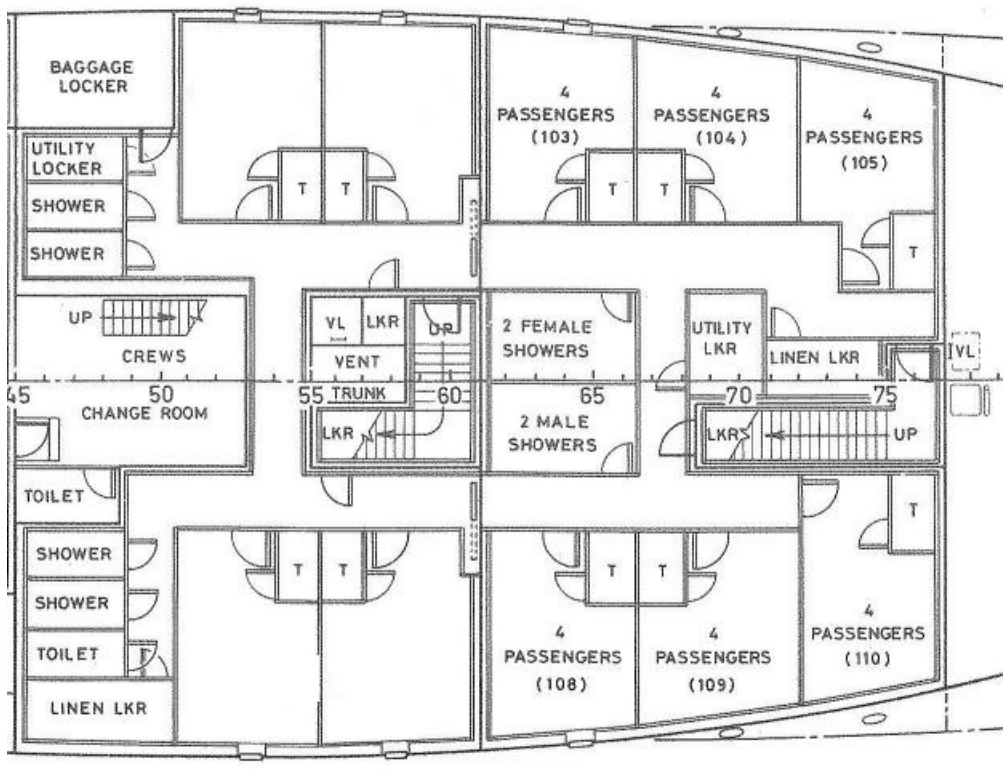 BAGGAGE
LOCKER
4
PASSENGERS
(103)
4
PASSENGERS
(104)
4
PASSENGERS
(105)
UTILITY
LOCKER
T
T
T
T
SHOWER
SHOWER
T
UP
CREWS
VL
LKR
UP
2 FEMALE
SHOWERS
UTILITY
LKR
LINEN LKR
VL
VENT
TRUNK
45
50
55
60
65
70
75
CHANGE ROOM
LKR
2 MALE
SHOWERS
LKR
UP
TOILET
T
SHOWER
T
T
T
T
SHOWER
4
PASSENGERS
(108)
4
PASSENGERS
(109)
4
PASSENGERS
(110)
TOILET
LINEN LKR